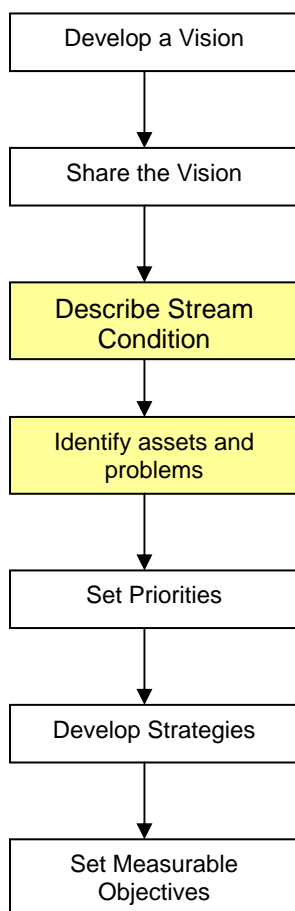 Develop a Vision
Share the Vision
Describe Stream
Condition
Identify assets and
problems
Set Priorities
Develop Strategies
Set Measurable
Objectives